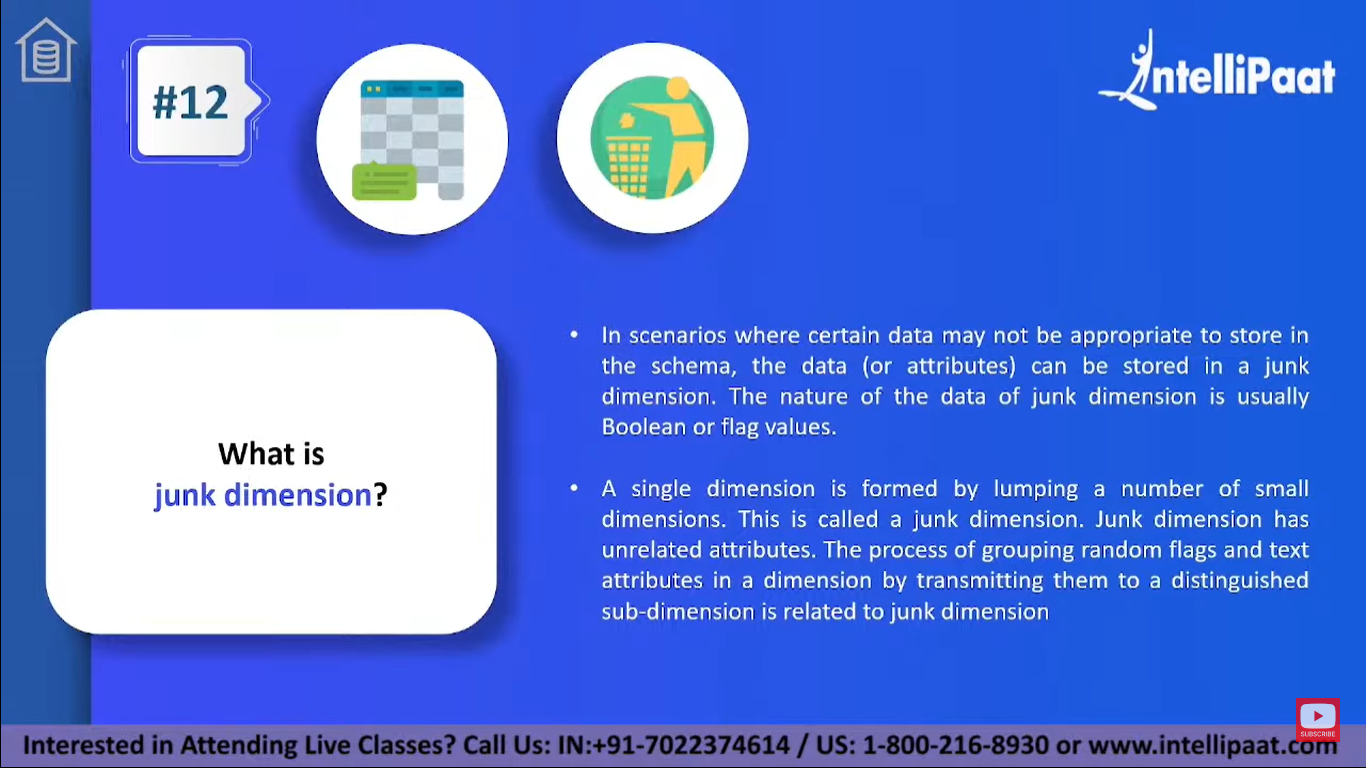 #12
IntelliPaat
What is
junk dimension?
• In scenarios where certain data may not be appropriate to store in
the schema, the data (or attributes) can be stored in a junk
dimension. The nature of the data of junk dimension is usually
Boolean or flag values.
• A single dimension is formed by lumping a number of small
dimensions. This is called a junk dimension. Junk dimension has
unrelated attributes. The process of grouping random flags and text
attributes in a dimension by transmitting them to a distinguished
sub-dimension is related to junk dimension
SUBSCRIBE
Interested in Attending Live Classes? Call Us: IN:+91-7022374614 / US: 1-800-216-8930 or www.intellipaat.com